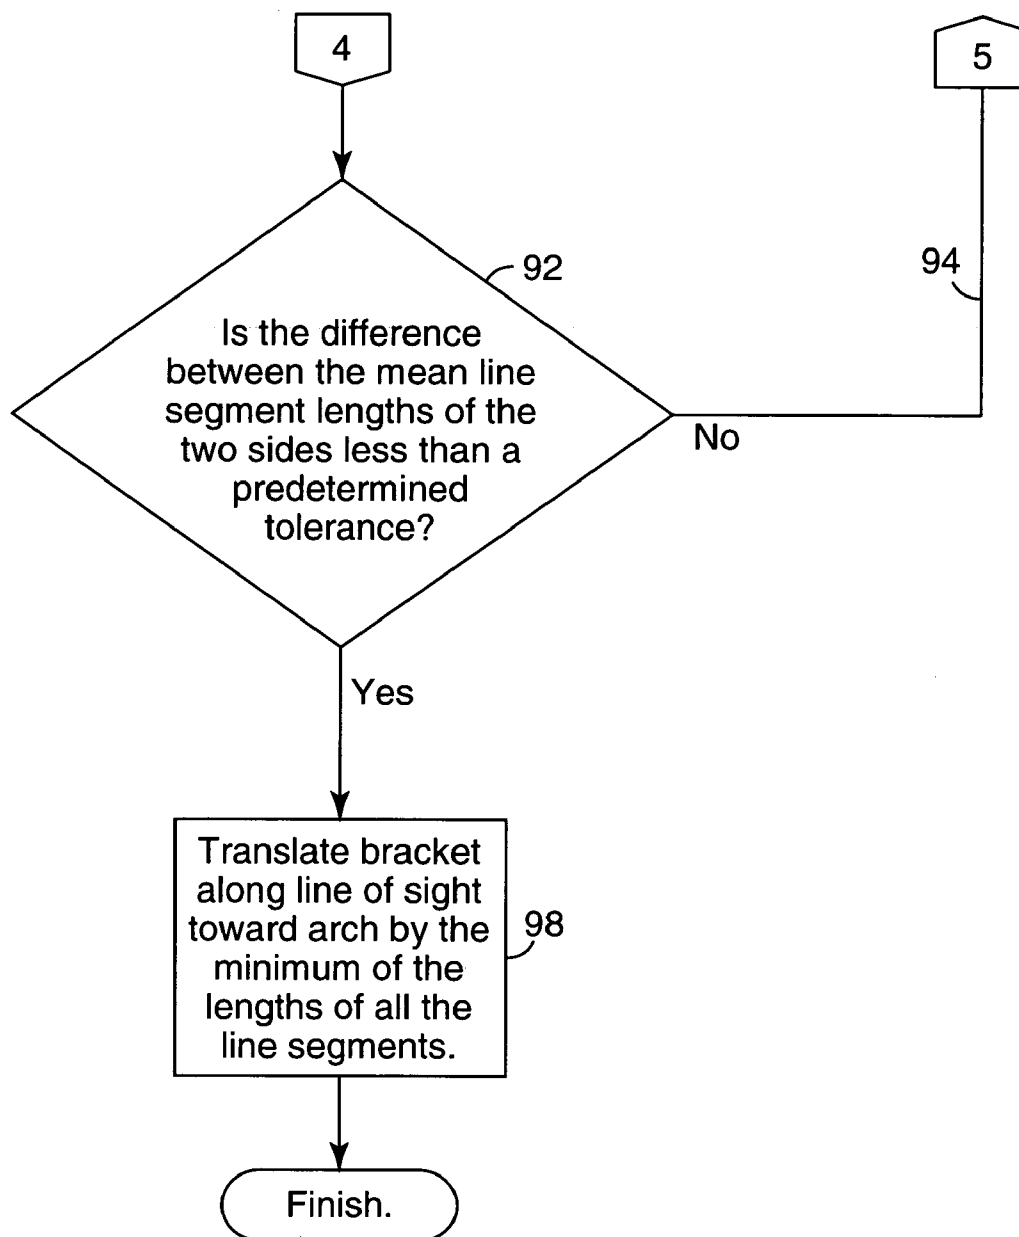 4
5
92
94
Is the difference
between the mean line
segment lengths of the
two sides less than a
predetermined
tolerance?
No
Yes
Translate bracket
along line of sight
toward arch by the
minimum of the
lengths of all the
line segments.
98
Finish.